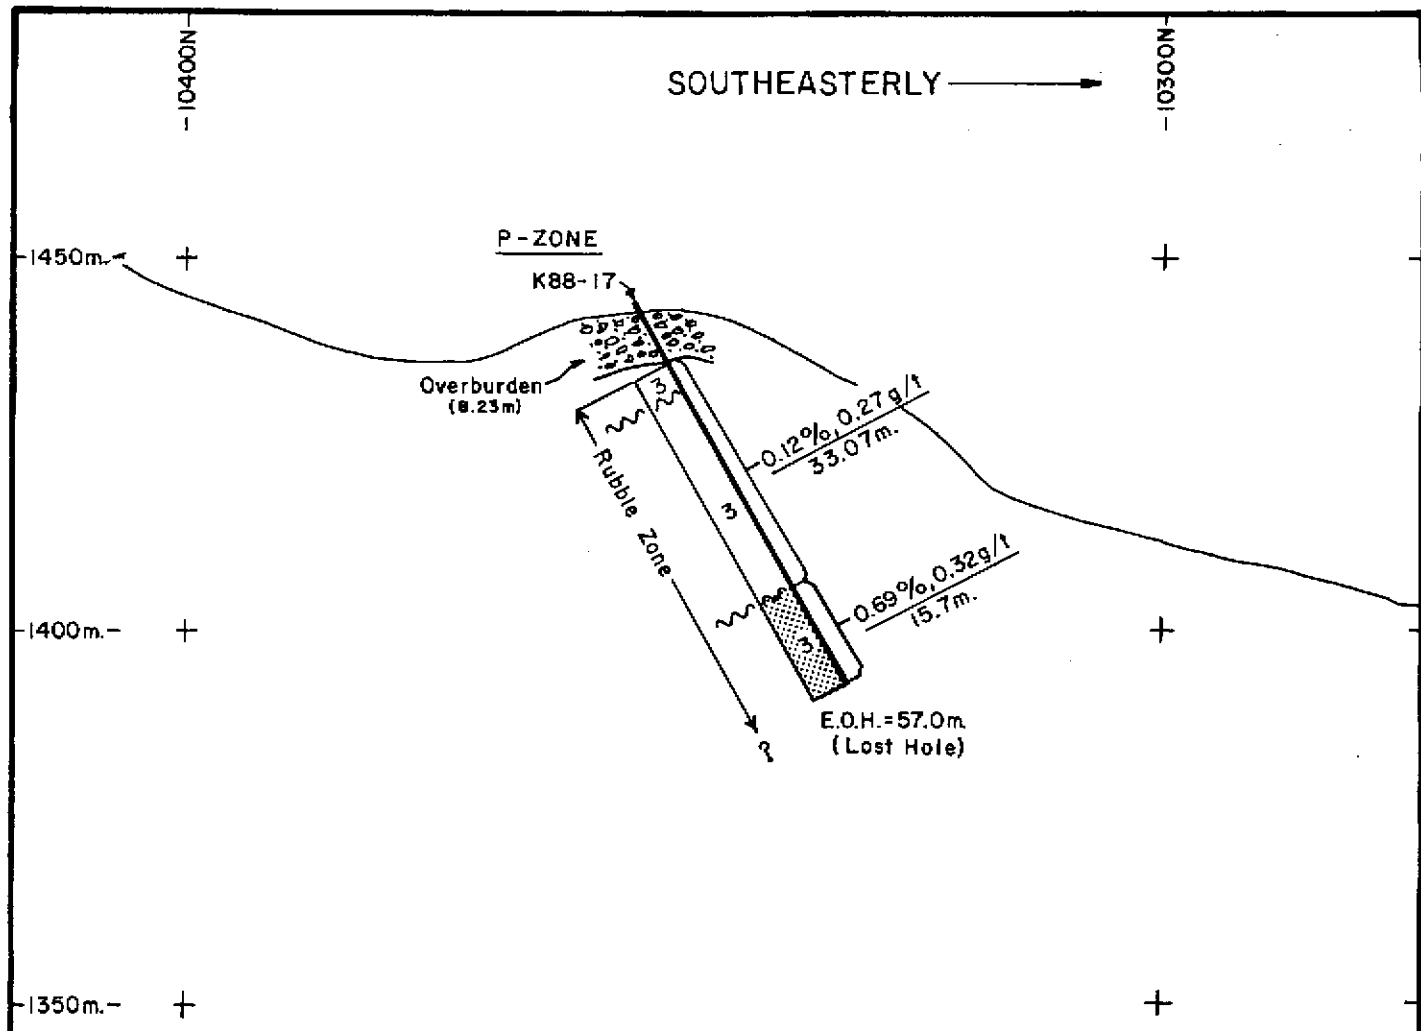 -10400N
-10300N
SOUTHEASTERLY
-1450m.
P-ZONE
K88-17
Overburden
(8.23m)
3
0.12%, 0.27g/t
33.07m.
Rubble Zone
3
0.69%, 0.32g/t
15.7m.
-1400m.-
3
?
E.O.H.=57.0m.
(Lost Hole)
-1350m.-